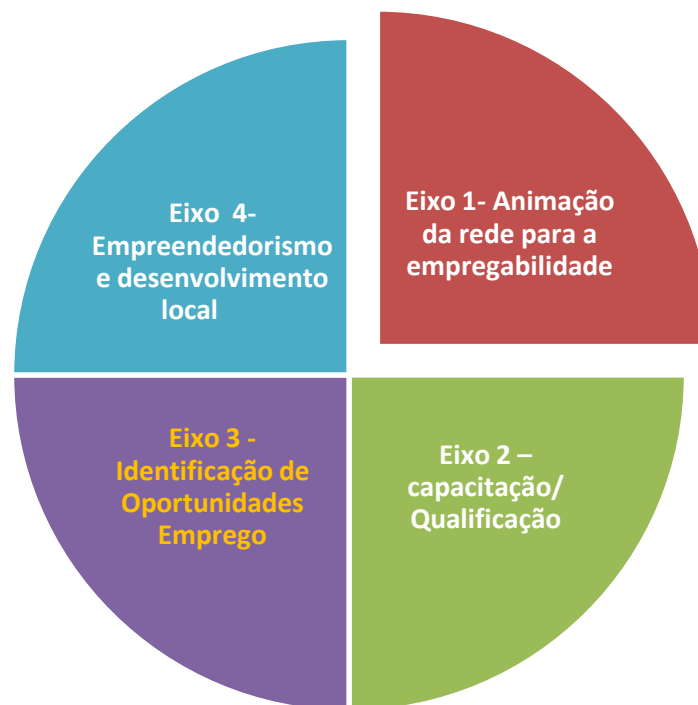 Eixo 1- Animação
da rede para a
empregabilidade
Eixo 2 –
capacitação/
Qualificação
Eixo 3 -
Identificação de
Oportunidades
Emprego
Eixo 4-
Empreendedorismo
e desenvolvimento
local